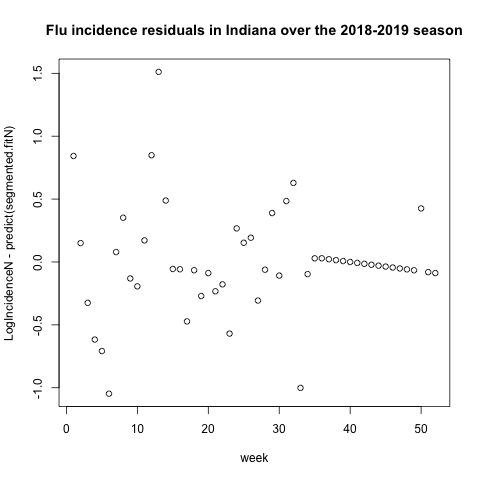 Flu incidence residuals in Indiana over the 2018-2019 season
LogIncidenceN - predict(segmented.fitN)
1.5
1.0
0.5
0.0
-0.5
-1.0
0 10 20 30 40 50
week